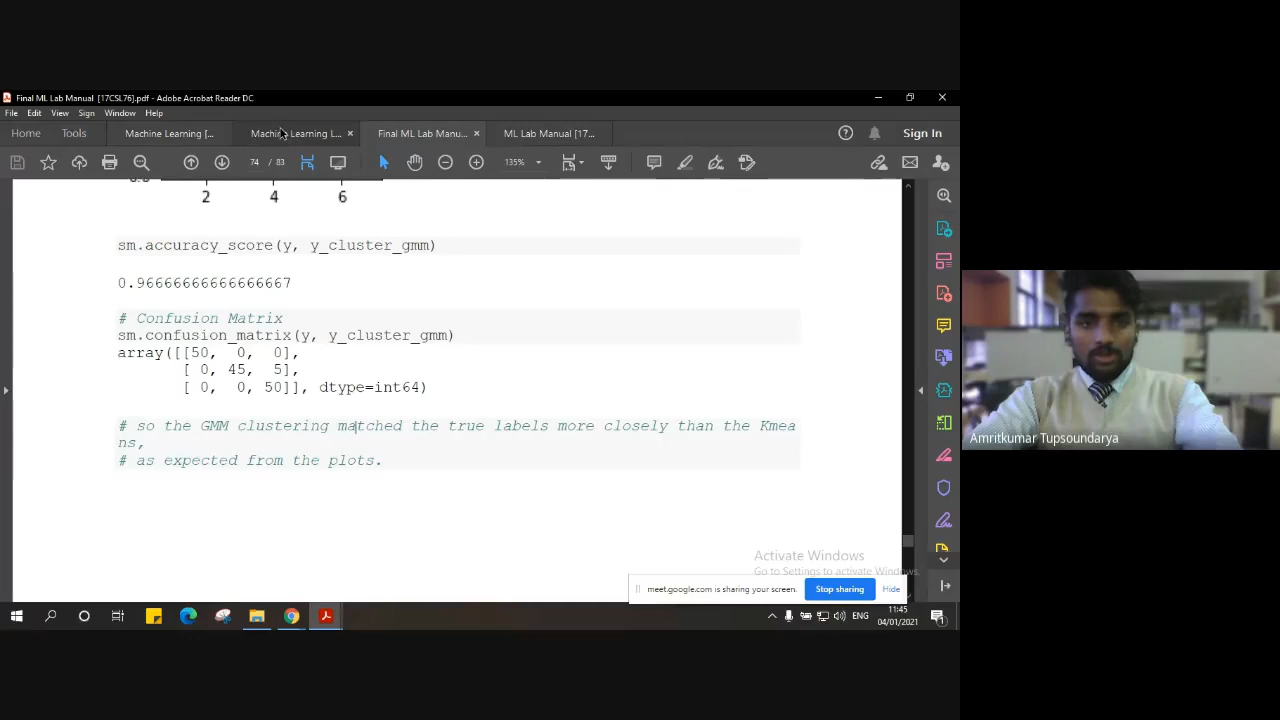 Final ML Lab Manual [17CSL76].pdf - Adobe Acrobat Reader DC
File Edit View Sign Window Help
Home Tools Machine Learning [... Machine Learning L... Final ML Lab Manu... ML Lab Manual [17... Sign In
74 / 83 135%
2 4 6
sm.accuracy_score(y, y_cluster_gmm)
0.96666666666666667
# Confusion Matrix
sm.confusion_matrix(y, y_cluster_gmm)
array([[50, 0, 0],
[ 0, 45, 5],
[ 0, 0, 50]], dtype=int64)
# so the GMM clustering matched the true labels more closely than the Kmea
ns,
# as expected from the plots.
Activate Windows
Go to Settings to activate Windows.
meet.google.com is sharing your screen. Stop sharing Hide
Amritkumar Tupsoundarya
ENG
11:45
04/01/2021